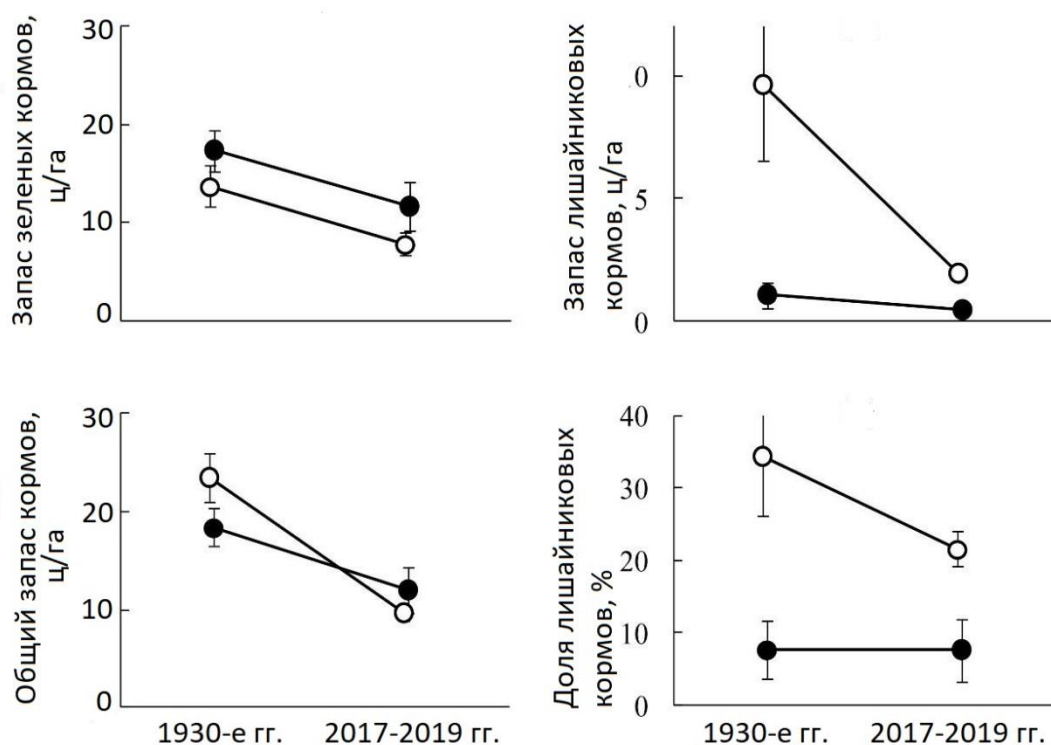 Запас зеленых кормов,
ц/га
30
20
10
0
Запас лишайниковых
кормов, ц/га
0
5
0
Общий запас кормов,
ц/га
30
20
10
0
1930-е гг.
2017-2019 гг.
Доля лишайниковых
кормов, %
40
30
20
10
0
1930-е гг.
2017-2019 гг.